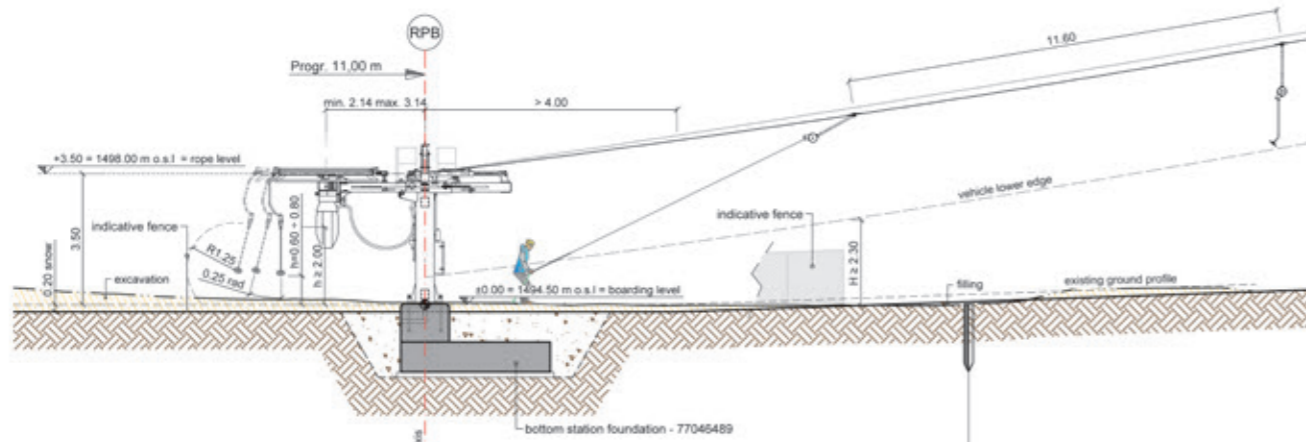 RPB
11.60
Progr. 11,00 m
min. 2.14 max. 3.14
> 4.00
+3.50 = 1498.00 m o.s.l = rope level
vehicle lower edge
indicative fence
indicative fence
3.50
R1.25
h=0.60 ÷ 0.80
h ≥ 2.00
H ≥ 2.30
0.20 snow
excavation
0.25 rad
±0.00 = 1494.50 m o.s.l = boarding level
filling
existing ground profile
bottom station foundation - 77046489